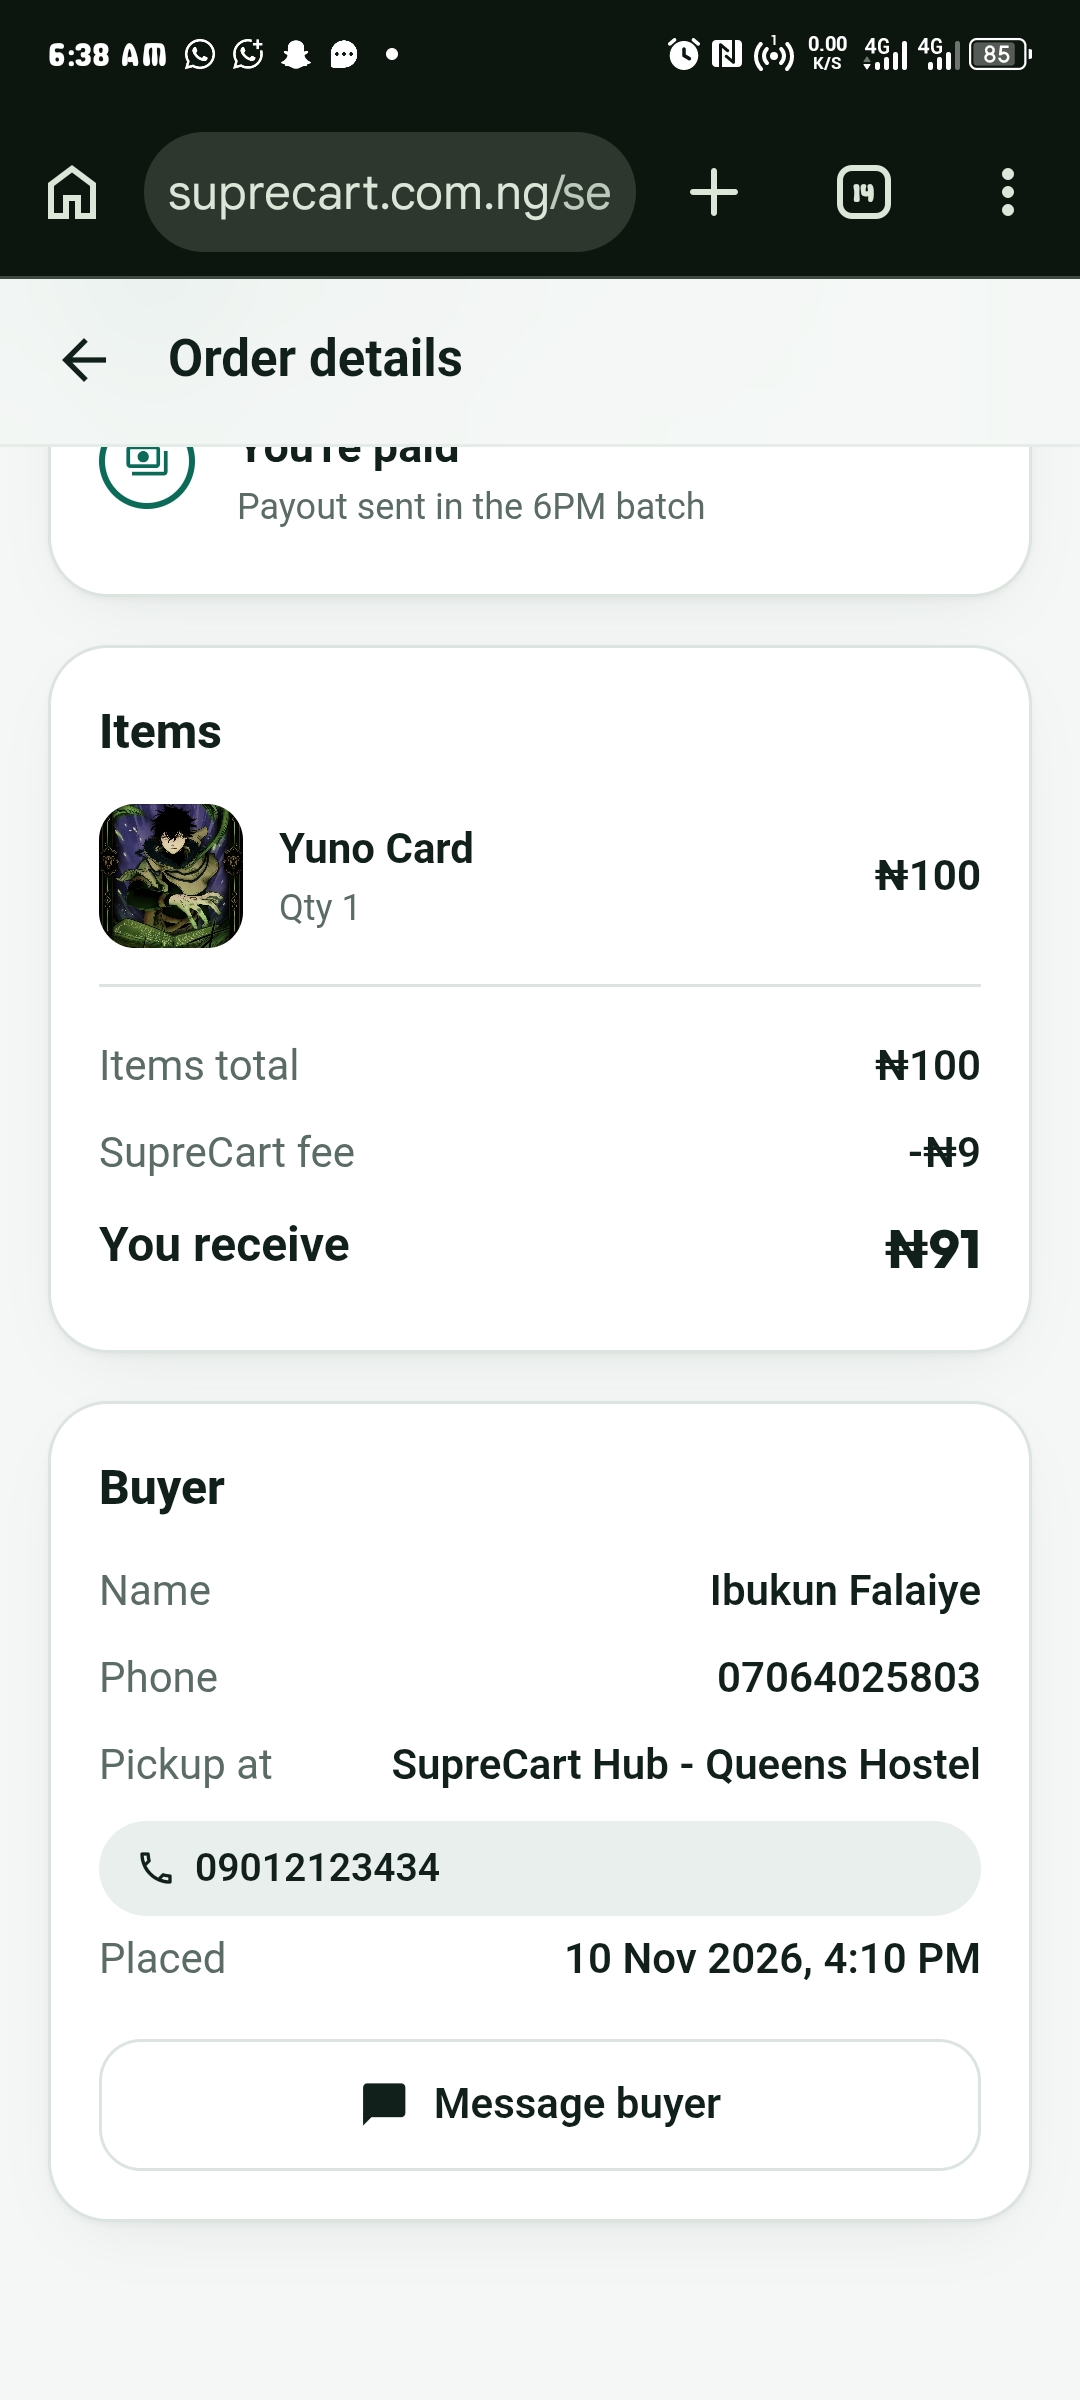 6:38 AM
0.00 K/S
4G
4G
85
suprecart.com.ng/se
14
Order details
You're paid
Payout sent in the 6PM batch
Items
Yuno Card
₦100
Qty 1
Items total ₦100
SupreCart fee -₦9
You receive ₦91
Buyer
Name Ibukun Falaiye
Phone 07064025803
Pickup at SupreCart Hub - Queens Hostel
09012123434
Placed 10 Nov 2026, 4:10 PM
Message buyer